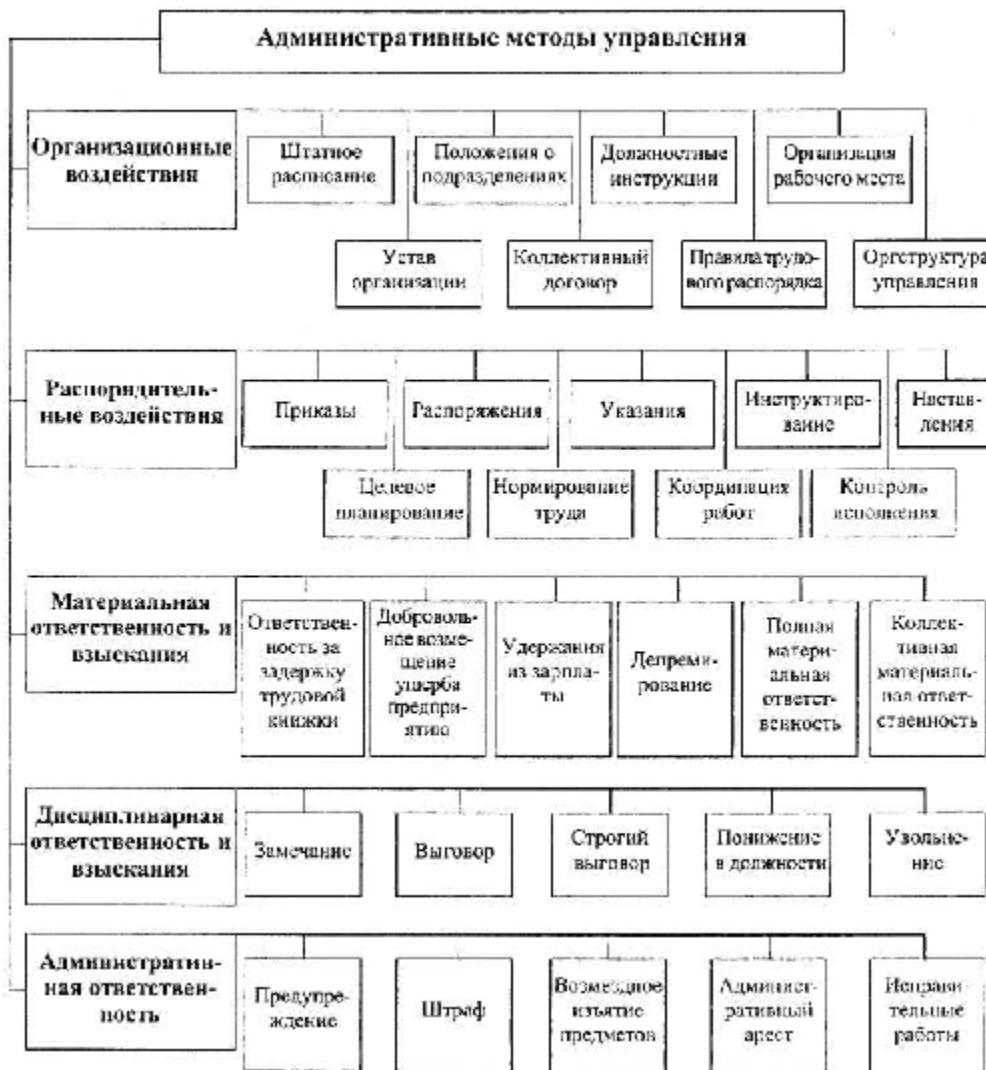 Административные методы управления
Организационные
воздействия
Штатное
расписание
Положения о
подразделениях
Должностные
инструкции
Организация
рабочего места
Устав
организации
Коллективный
договор
Правила трудо-
вого распорядка
Оргструктура
управления
Распорядитель-
ные воздействия
Приказы
Распоряжения
Указания
Инструктиро-
вание
Настав-
ления
Целевое
планирование
Нормирование
труда
Координация
работ
Контроль
исполнения
Материальная
ответственность и
взыскания
Ответствен-
ность за
задержку
трудовой
книжки
Доброволь-
ное возме-
щение
ущерба
предпри-
ятию
Удержания
из зарпла-
ты
Депреми-
рование
Полная
матери-
альная
ответст-
венность
Коллек-
тивная
материаль-
ная ответ-
ственность
Дисциплинарная
ответственность и
взыскания
Замечание
Выговор
Строгий
выговор
Понижение
в должности
Увольне-
ние
Административ-
ная ответствен-
ность
Предупре-
ждение
Штраф
Возмездное
изъятие
предметов
Админист-
ративный
арест
Исправи-
тельные
работы